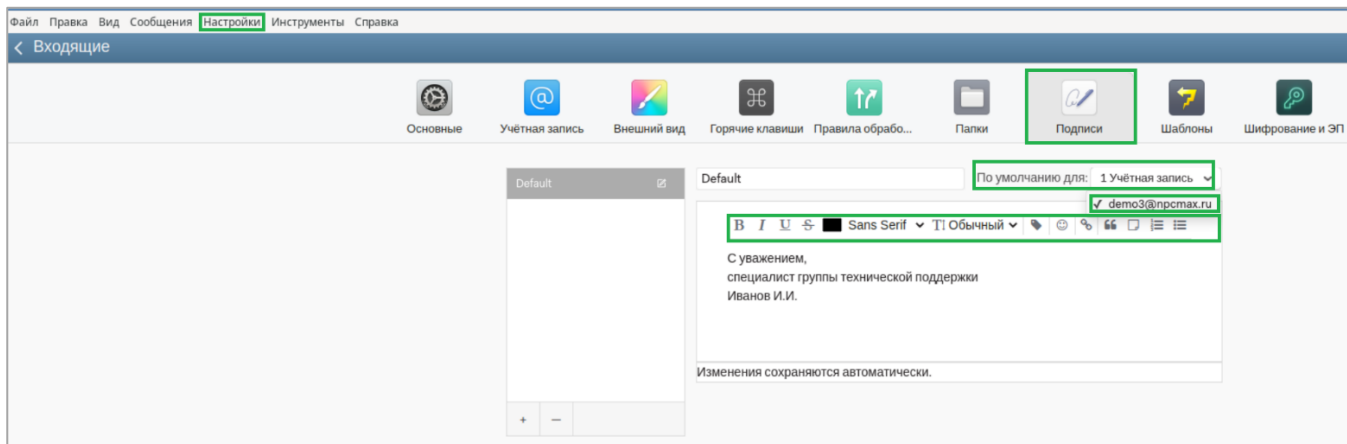 Файл Правка Вид Сообщения Настройки Инструменты Справка
Входящие
Основные Учётная запись Внешний вид Горячие клавиши Правила обрабо... Папки Подписи Шаблоны Шифрование и ЭП
Default Default По умолчанию для: 1 Учётная запись
✓ demo3@npcmax.ru
B I U S Sans Serif T! Обычный
С уважением,
специалист группы технической поддержки
Иванов И.И.
Изменения сохраняются автоматически.
+ –